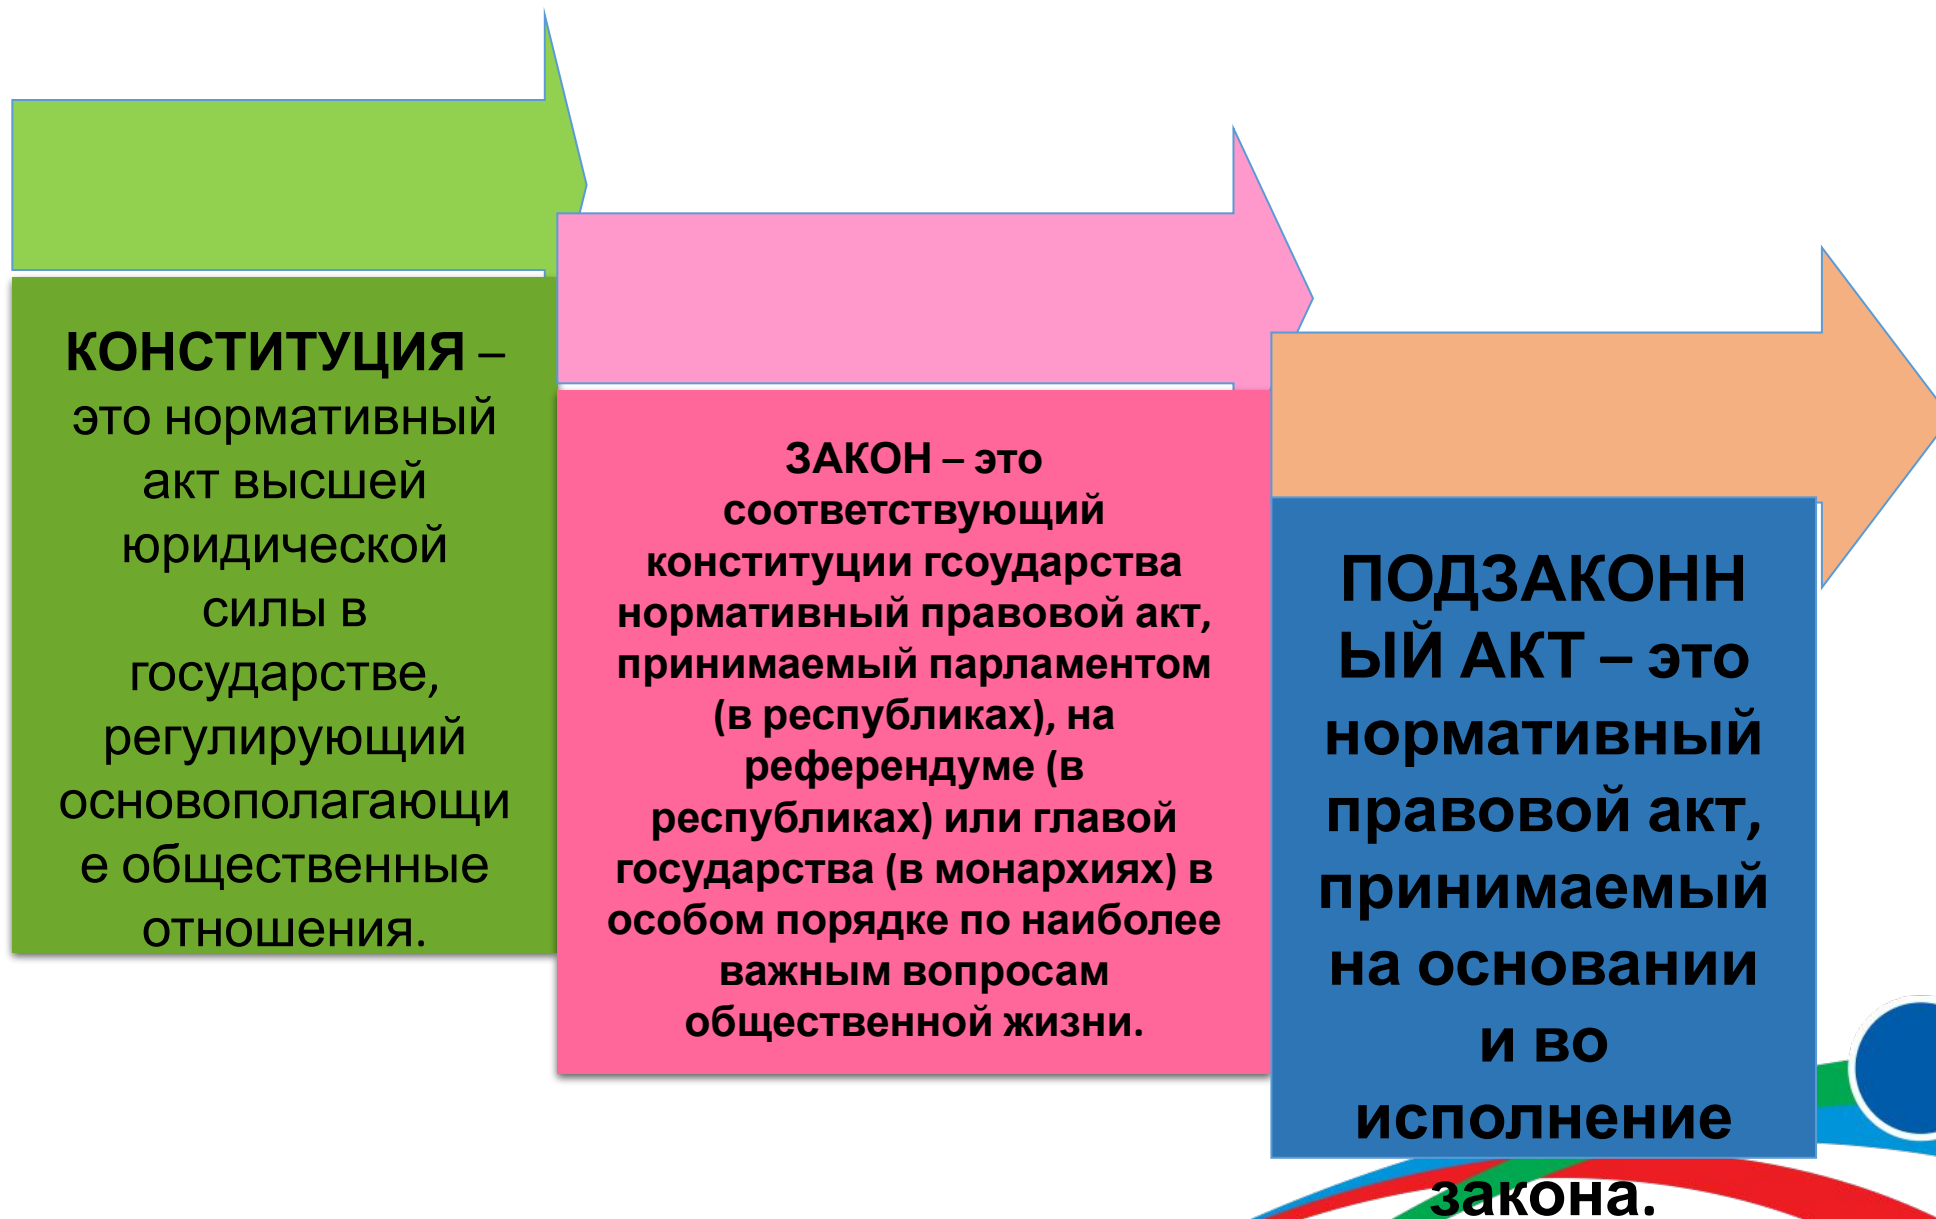 КОНСТИТУЦИЯ –
это нормативный
акт высшей
юридической
силы в
государстве,
регулирующий
основополагающи
е общественные
отношения.
ЗАКОН – это
соответствующий
конституции гсоударства
нормативный правовой акт,
принимаемый парламентом
(в республиках), на
референдуме (в
республиках) или главой
государства (в монархиях) в
особом порядке по наиболее
важным вопросам
общественной жизни.
ПОДЗАКОНН
ЫЙ АКТ – это
нормативный
правовой акт,
принимаемый
на основании
и во
исполнение
закона.